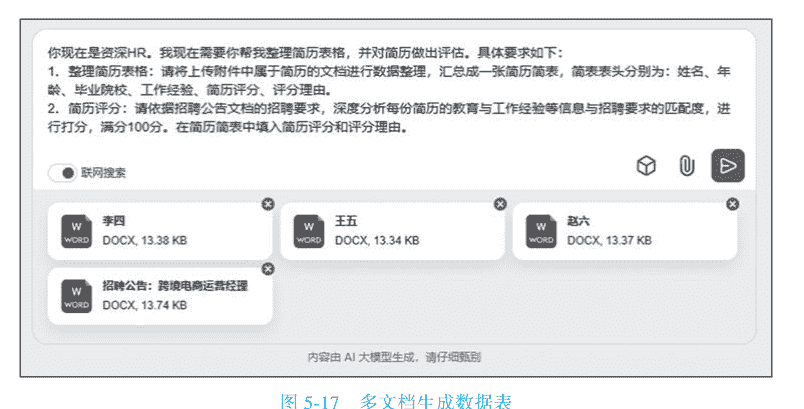 你现在是资深HR。我现在需要你帮我整理简历表格，并对简历做出评估。具体要求如下：
1. 整理简历表格：请将上传附件中属于简历的文档进行数据整理，汇总成一张简历简表，简表表头分别为：姓名、年
龄、毕业院校、工作经验、简历评分、评分理由。
2. 简历评分：请依据招聘公告文档的招聘要求，深度分析每份简历的教育与工作经验等信息与招聘要求的匹配度，进
行打分，满分100分。在简历简表中填入简历评分和评分理由。
联网搜索
W
WORD
李四
DOCX, 13.38 KB
W
WORD
王五
DOCX, 13.34 KB
W
WORD
赵六
DOCX, 13.37 KB
W
WORD
招聘公告：跨境电商运营经理
DOCX, 13.74 KB
内容由 AI 大模型生成，请仔细甄别
图 5-17 多文档生成数据表